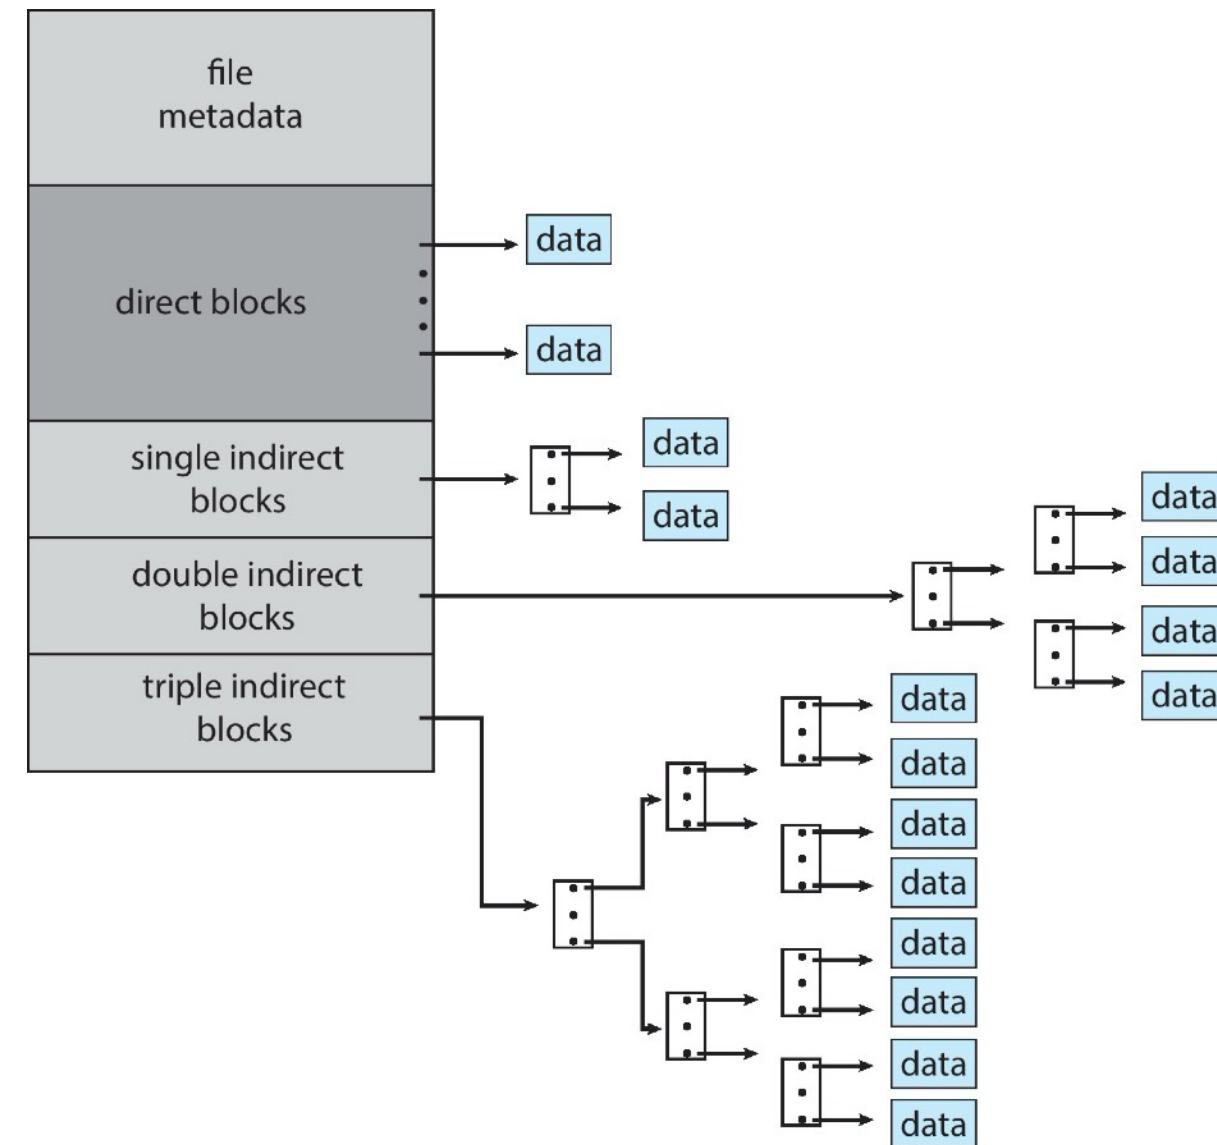 file
metadata
direct blocks
data
data
single indirect
blocks
data
data
double indirect
blocks
data
data
data
data
triple indirect
blocks
data
data
data
data
data
data
data
data